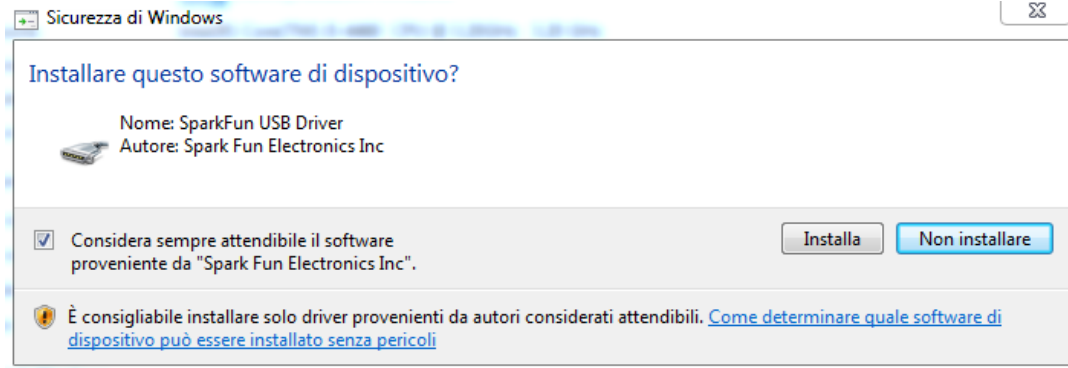 Sicurezza di Windows
Installare questo software di dispositivo?
Nome: SparkFun USB Driver
Autore: Spark Fun Electronics Inc
Considera sempre attendibile il software
proveniente da "Spark Fun Electronics Inc".
Installa
Non installare
È consigliabile installare solo driver provenienti da autori considerati attendibili. Come determinare quale software di
dispositivo può essere installato senza pericoli